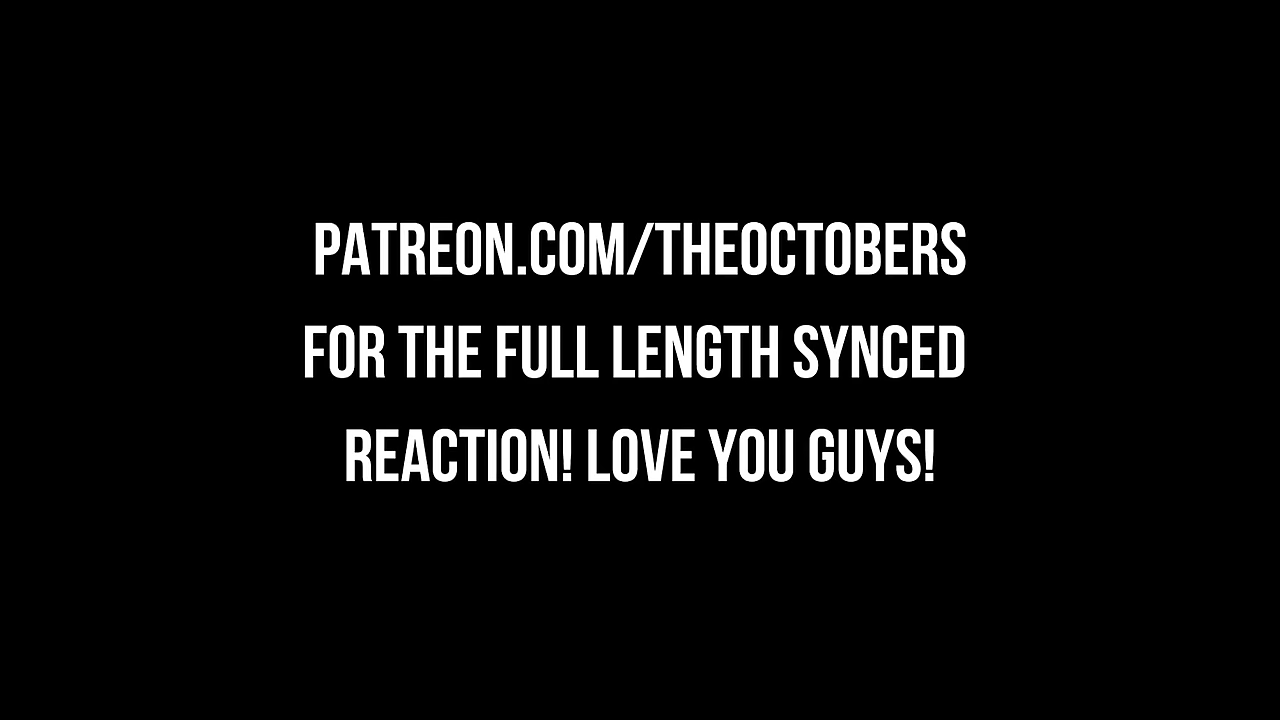 PATREON.COM/THEOCTOBERS
FOR THE FULL LENGTH SYNCED
REACTION! LOVE YOU GUYS!